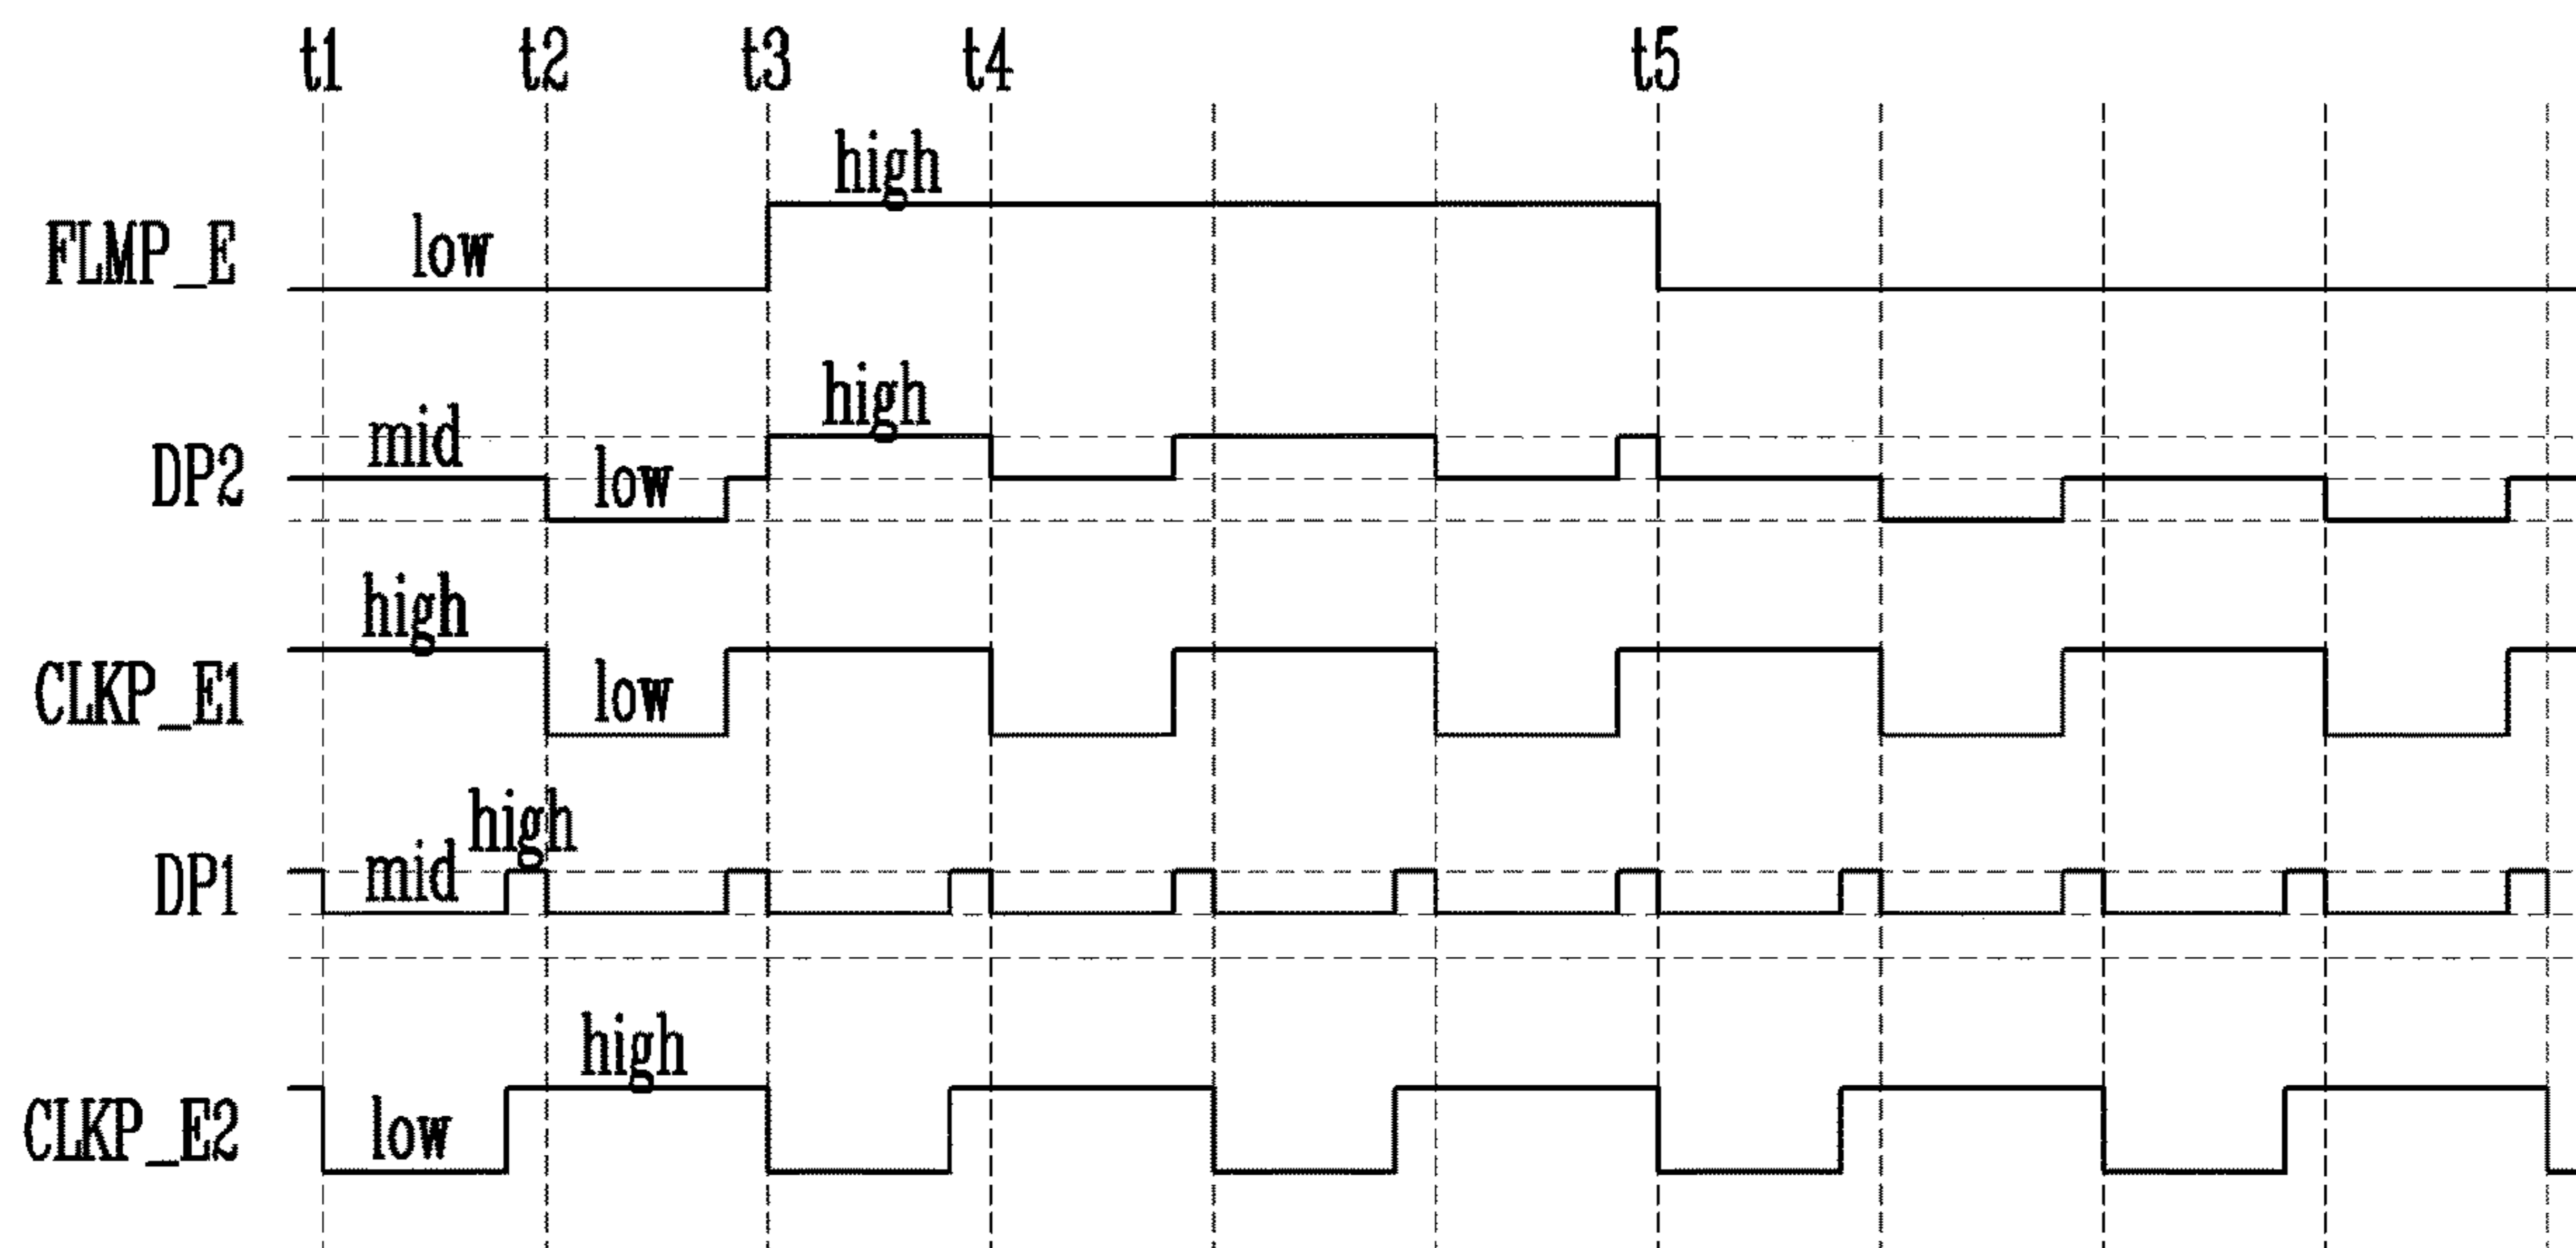 t1 t2 t3 t4 t5
high
FLMP_E low
high
mid
DP2 low
high
CLKP_E1 low
high
DP1 mid
high
CLKP_E2 low